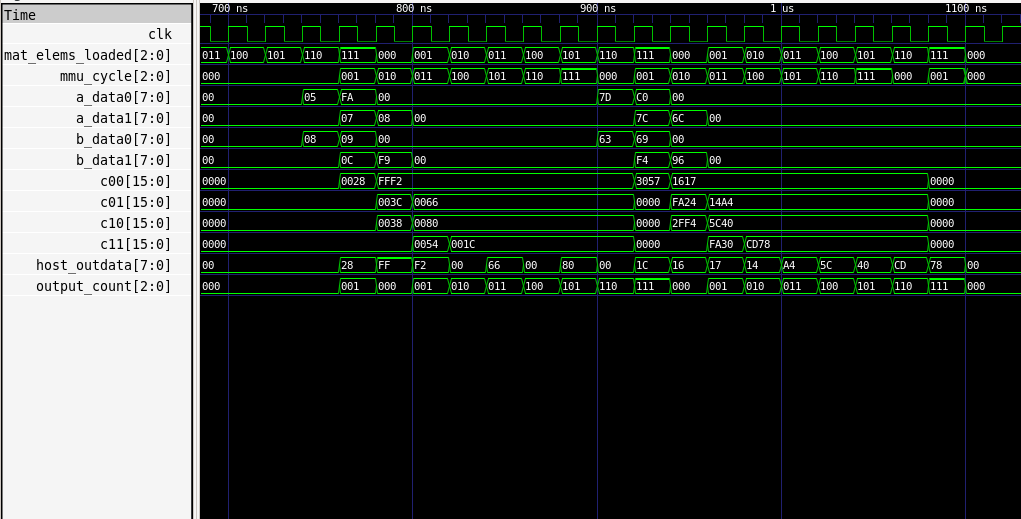 700 ns 800 ns 900 ns 1 us 1100 ns
Time
clk
mat_elems_loaded[2:0] 011 100 101 110 111 000 001 010 011 100 101 110 111 000 001 010 011 100 101 110 111 000
mmu_cycle[2:0] 000 001 010 011 100 101 110 111 000 001 010 011 100 101 110 111 000 001 000
a_data0[7:0] 00 05 FA 00 7D C0 00
a_data1[7:0] 00 07 08 00 7C 6C 00
b_data0[7:0] 00 08 09 00 63 69 00
b_data1[7:0] 00 0C F9 00 F4 96 00
c00[15:0] 0000 0028 FFF2 3057 1617 0000
c01[15:0] 0000 003C 0066 0000 FA24 14A4 0000
c10[15:0] 0000 0038 0080 0000 2FF4 5C40 0000
c11[15:0] 0000 0054 001C 0000 FA30 CD78 0000
host_outdata[7:0] 00 28 FF F2 00 66 00 80 00 1C 16 17 14 A4 5C 40 CD 78 00
output_count[2:0] 000 001 000 001 010 011 100 101 110 111 000 001 010 011 100 101 110 111 000